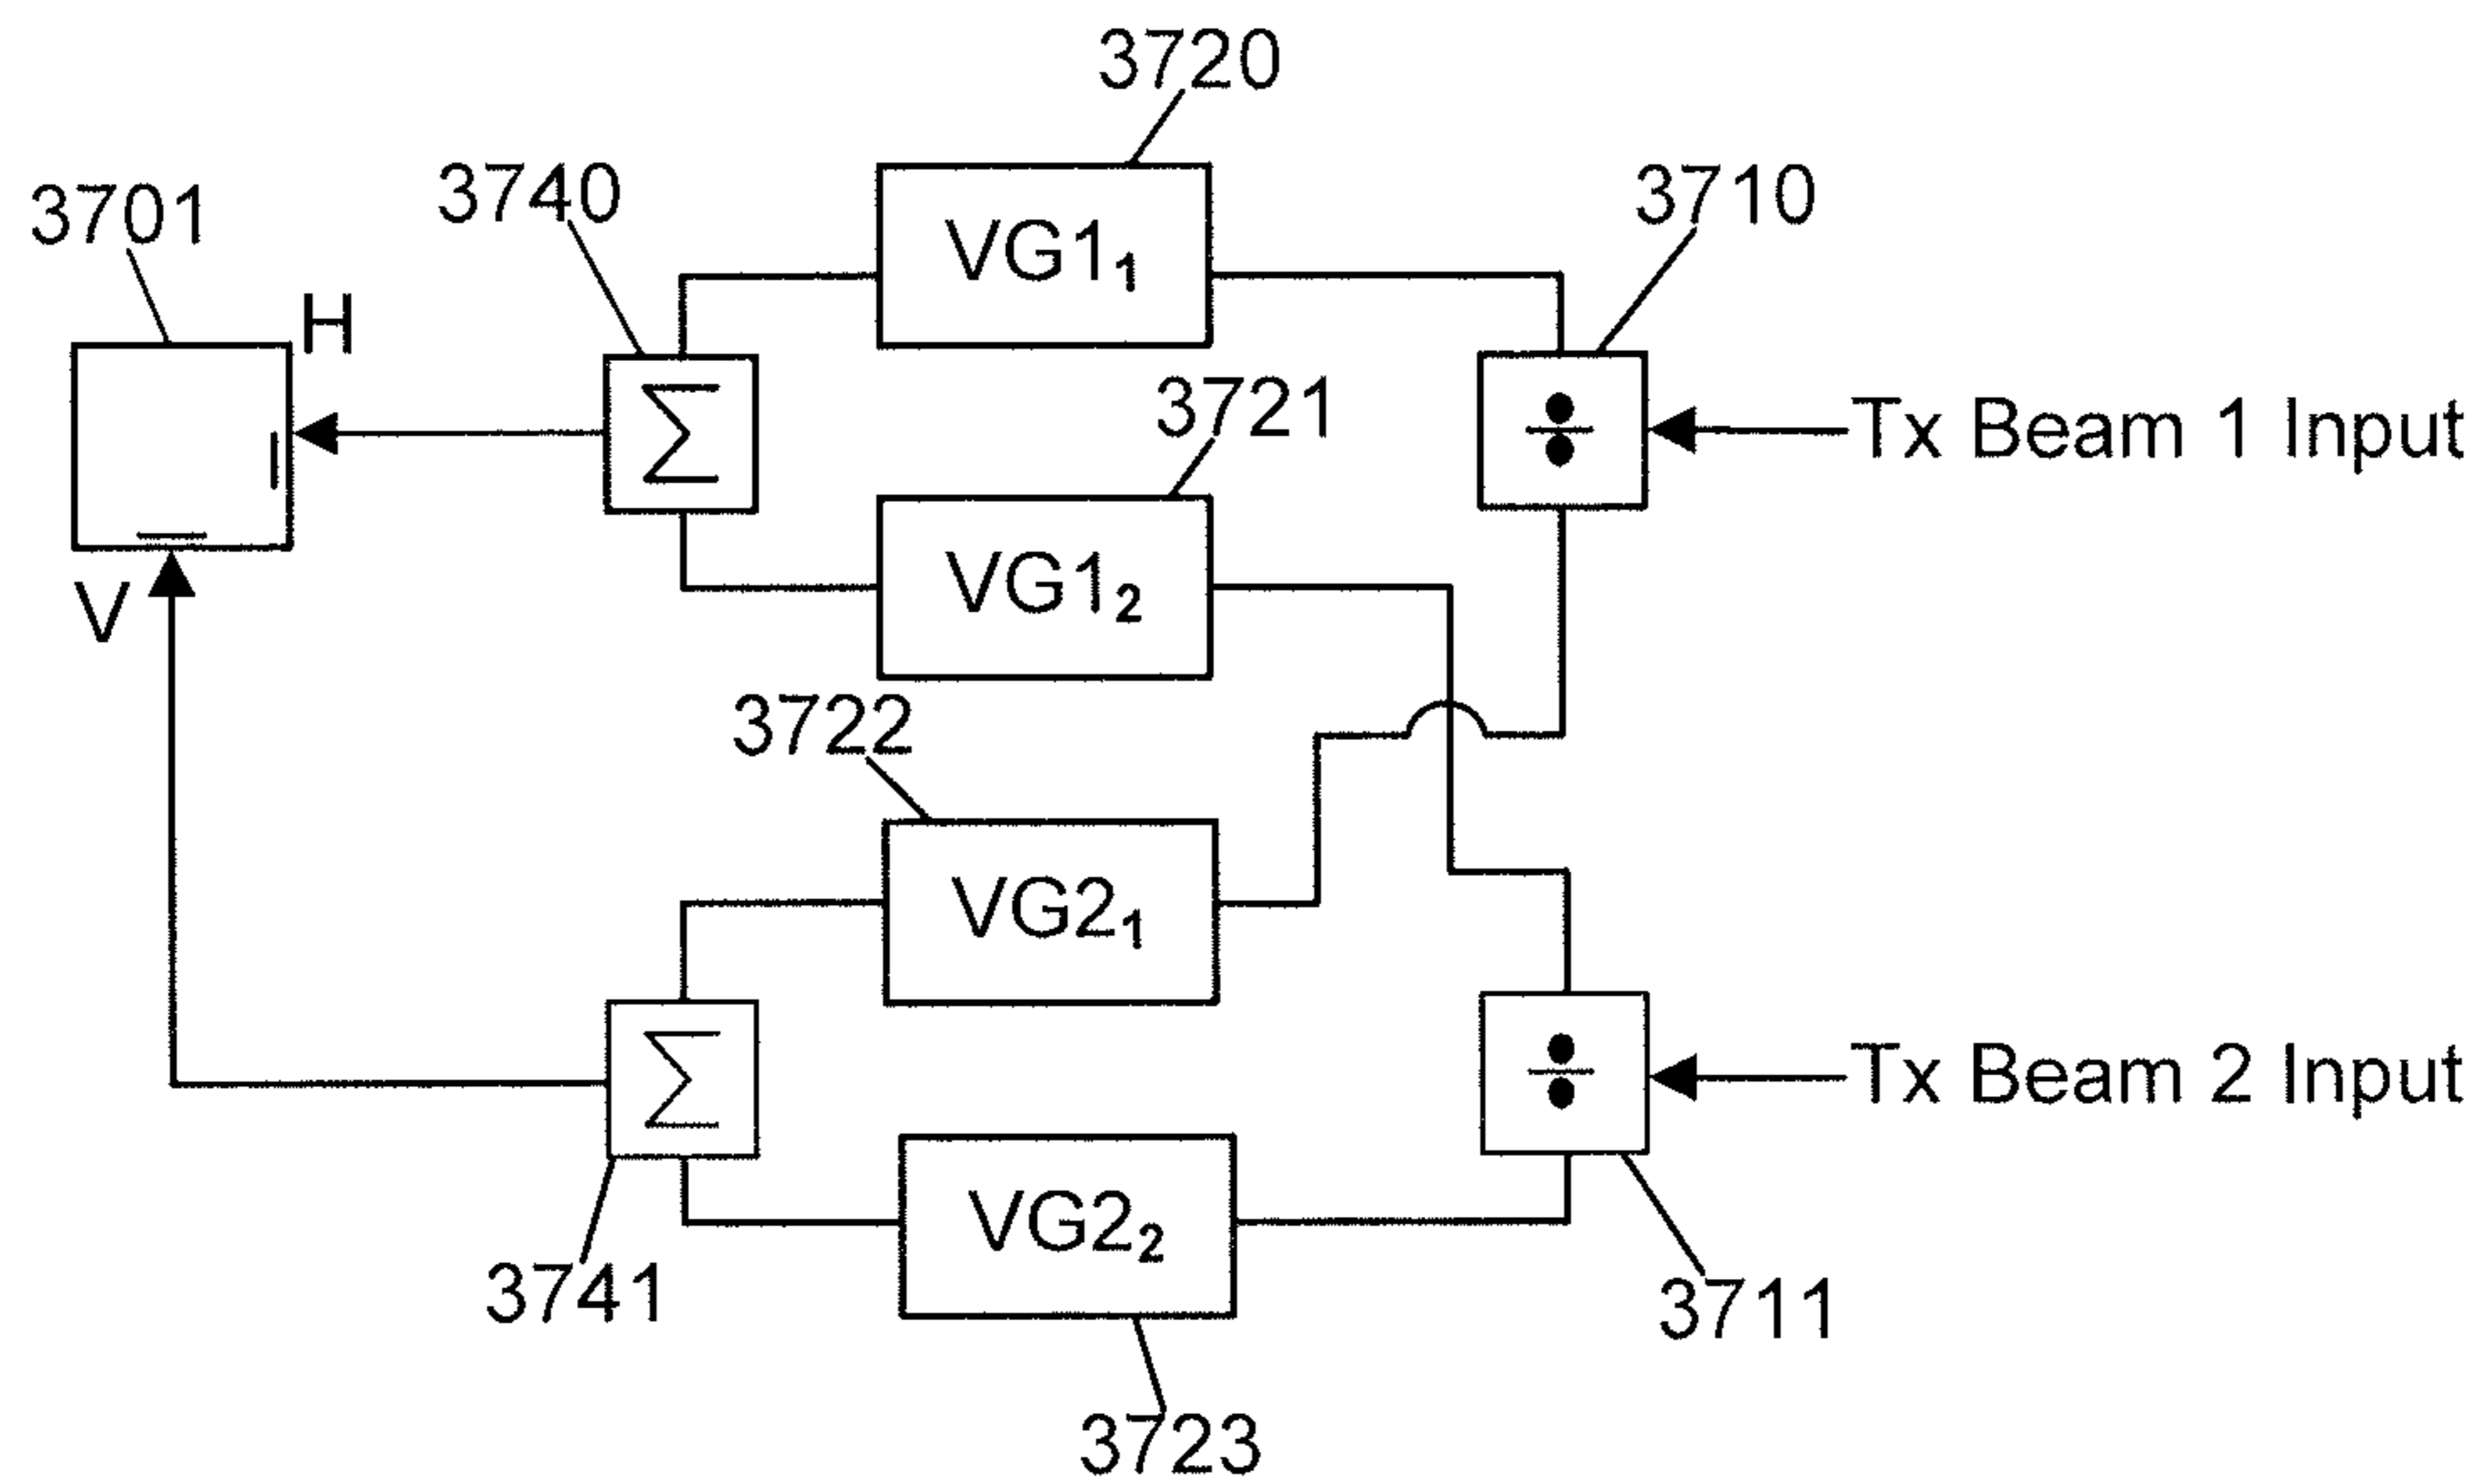 3720
3701
3740
3710
VG1₁
H
3721
Σ
÷
Tx Beam 1 Input
VG1₂
V
3722
VG2₁
Σ
÷
Tx Beam 2 Input
VG2₂
3741
3711
3723